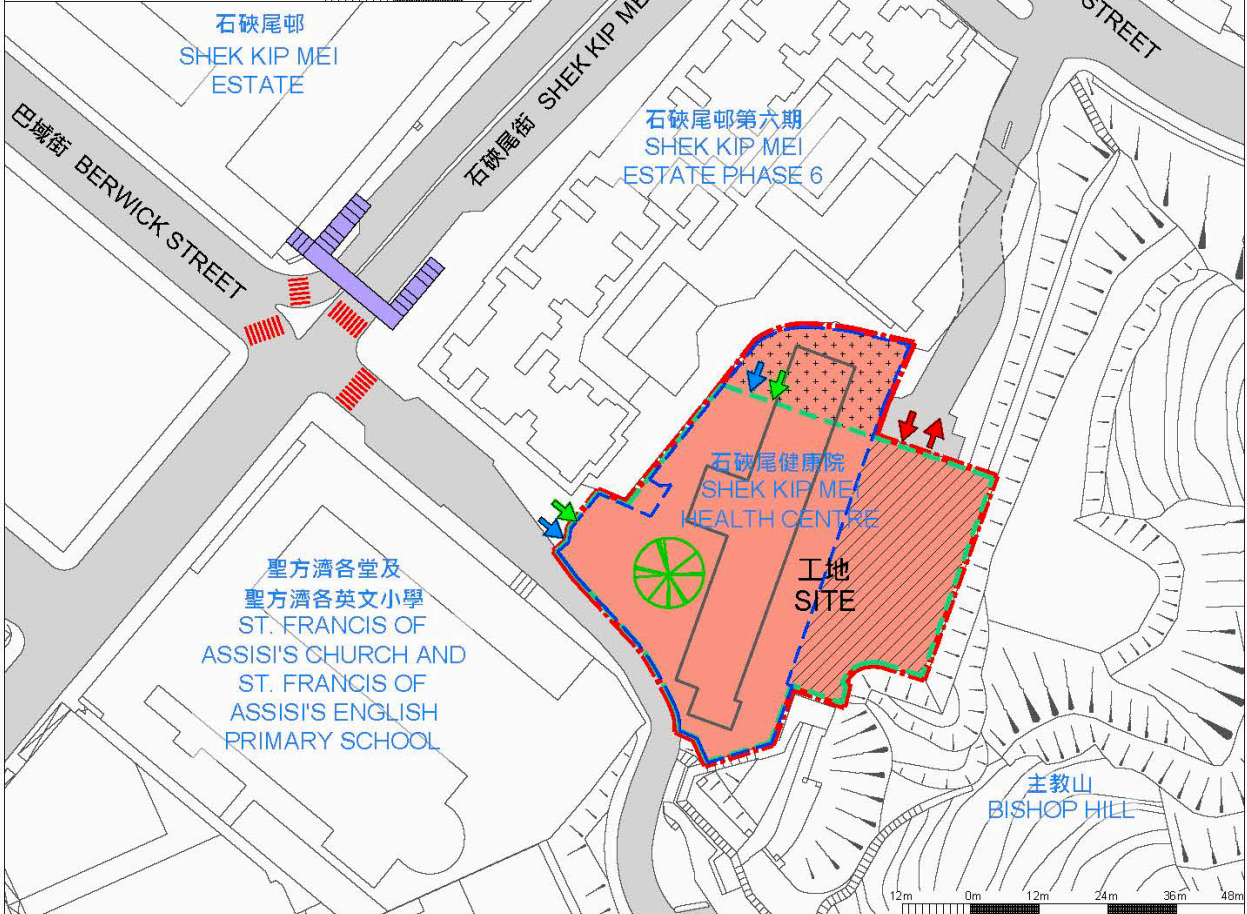 石硤尾邨
SHEK KIP MEI
ESTATE
石硤尾街 SHEK KIP ME
STREET
巴域街 BERWICK STREET
石硤尾邨第六期
SHEK KIP MEI
ESTATE PHASE 6
石硤尾健康院
SHEK KIP MEI
HEALTH CENTRE
工地
SITE
聖方濟各堂及
聖方濟各英文小學
ST. FRANCIS OF
ASSISI'S CHURCH AND
ST. FRANCIS OF
ASSISI'S ENGLISH
PRIMARY SCHOOL
主教山
BISHOP HILL
12m 0m 12m 24m 36m 48m